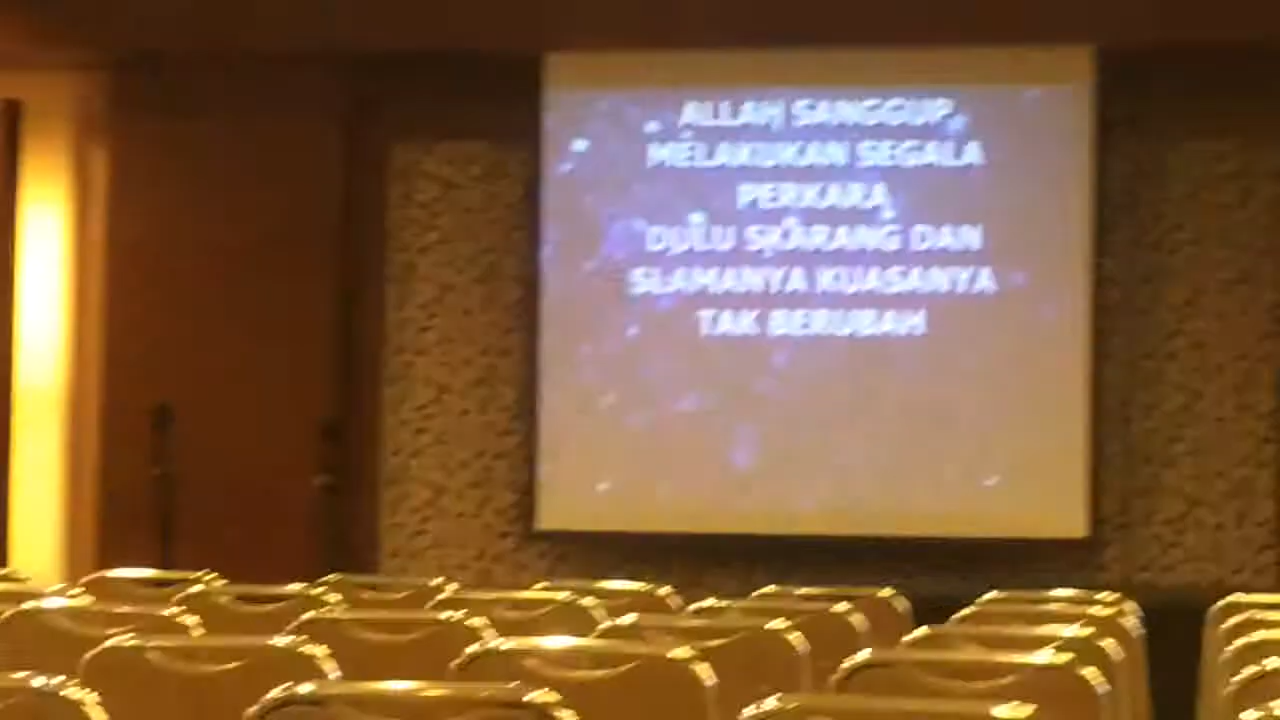 ALLAH SANGGUP,
MELAKUKAN SEGALA
PERKARA,
DULU SKARANG DAN
SLAMANYA KUASANYA
TAK BERUBAH